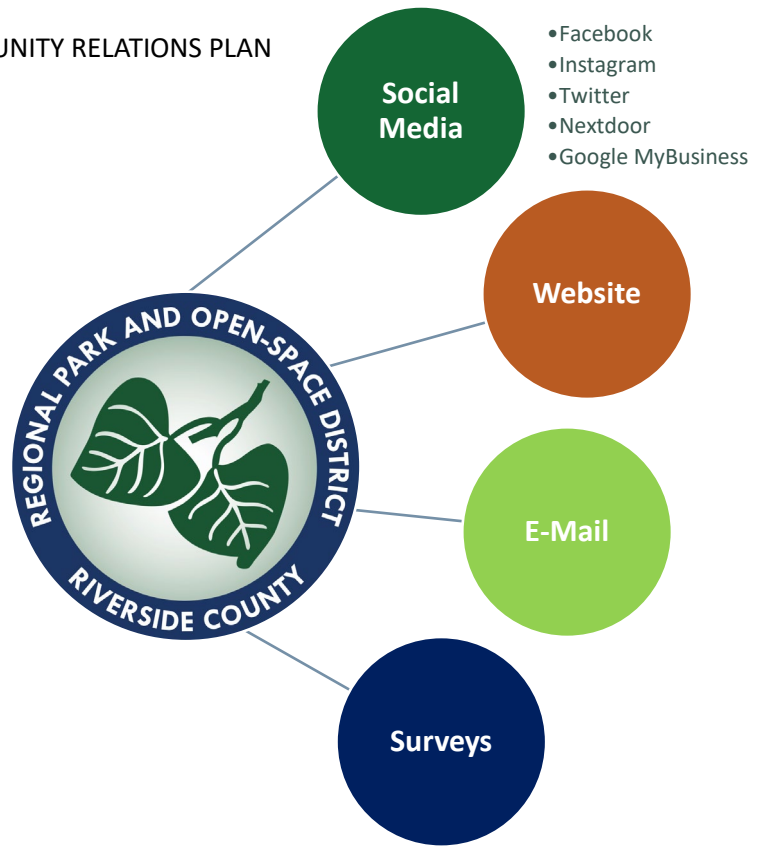 UNITY RELATIONS PLAN
Social
Media
•Facebook
•Instagram
•Twitter
•Nextdoor
•Google MyBusiness
Website
REGIONAL PARK AND OPEN-SPACE DISTRICT
RIVERSIDE COUNTY
E-Mail
Surveys